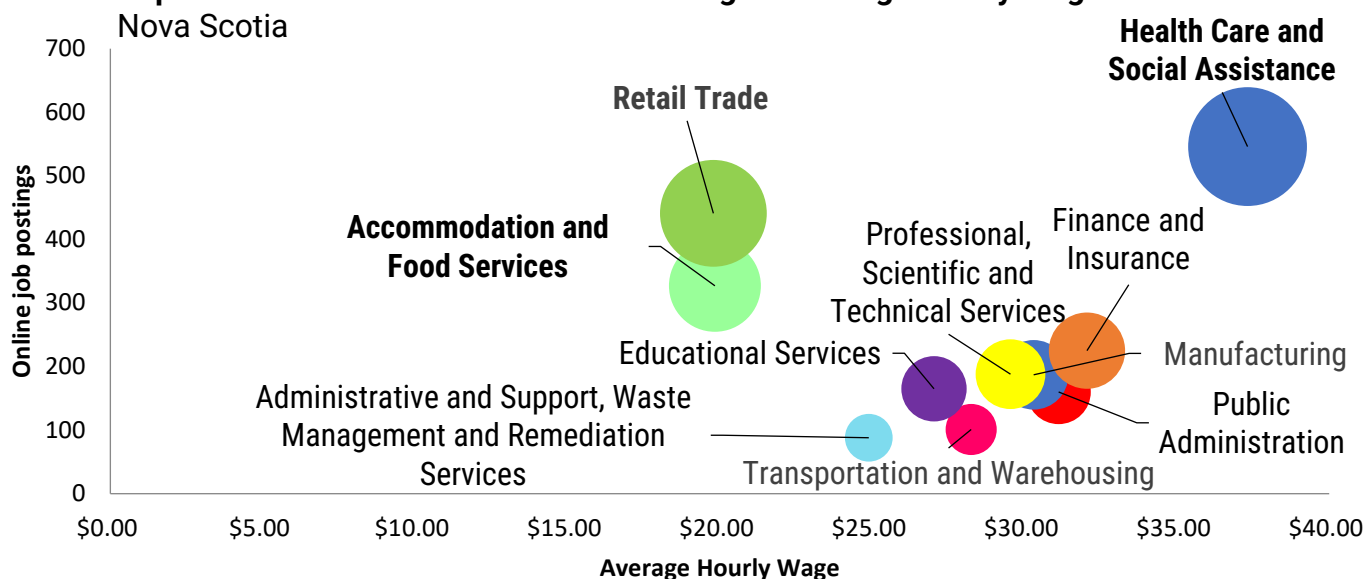 Nova Scotia
Health Care and
Social Assistance
700
600
500
400
300
200
100
0
Online job postings
Retail Trade
Accommodation and
Food Services
Professional,
Scientific and
Technical Services
Finance and
Insurance
Educational Services
Manufacturing
Administrative and Support, Waste
Management and Remediation
Services
Public
Administration
Transportation and Warehousing
$0.00 $5.00 $10.00 $15.00 $20.00 $25.00 $30.00 $35.00 $40.00
Average Hourly Wage